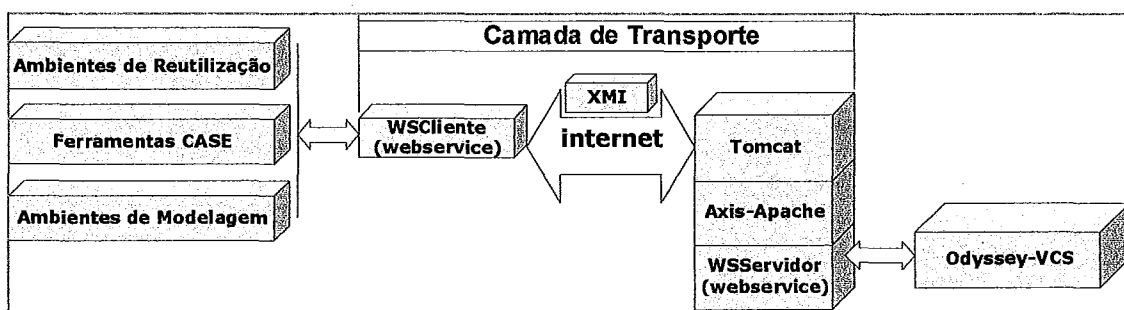 Camada de Transporte
Ambientes de Reutilização
Ferramentas CASE
Ambientes de Modelagem
WSCliente
(webservice)
XMI
internet
Tomcat
Axis-Apache
WSServidor
(webservice)
Odyssey-VCS